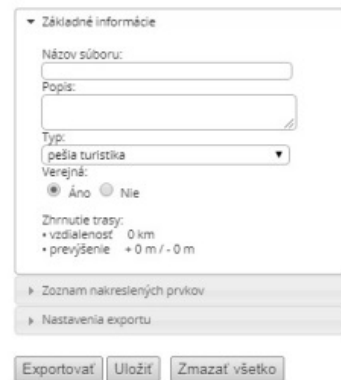 Základné informácie
Názov súboru:
Popis:
Typ:
pešia turistika
Verejná:
Áno Nie
Zhrnutie trasy:
• vzdialenosť 0 km
• prevýšenie + 0 m / - 0 m
Zoznam nakreslených prvkov
Nastavenia exportu
Exportovať Uložiť Zmazať všetko